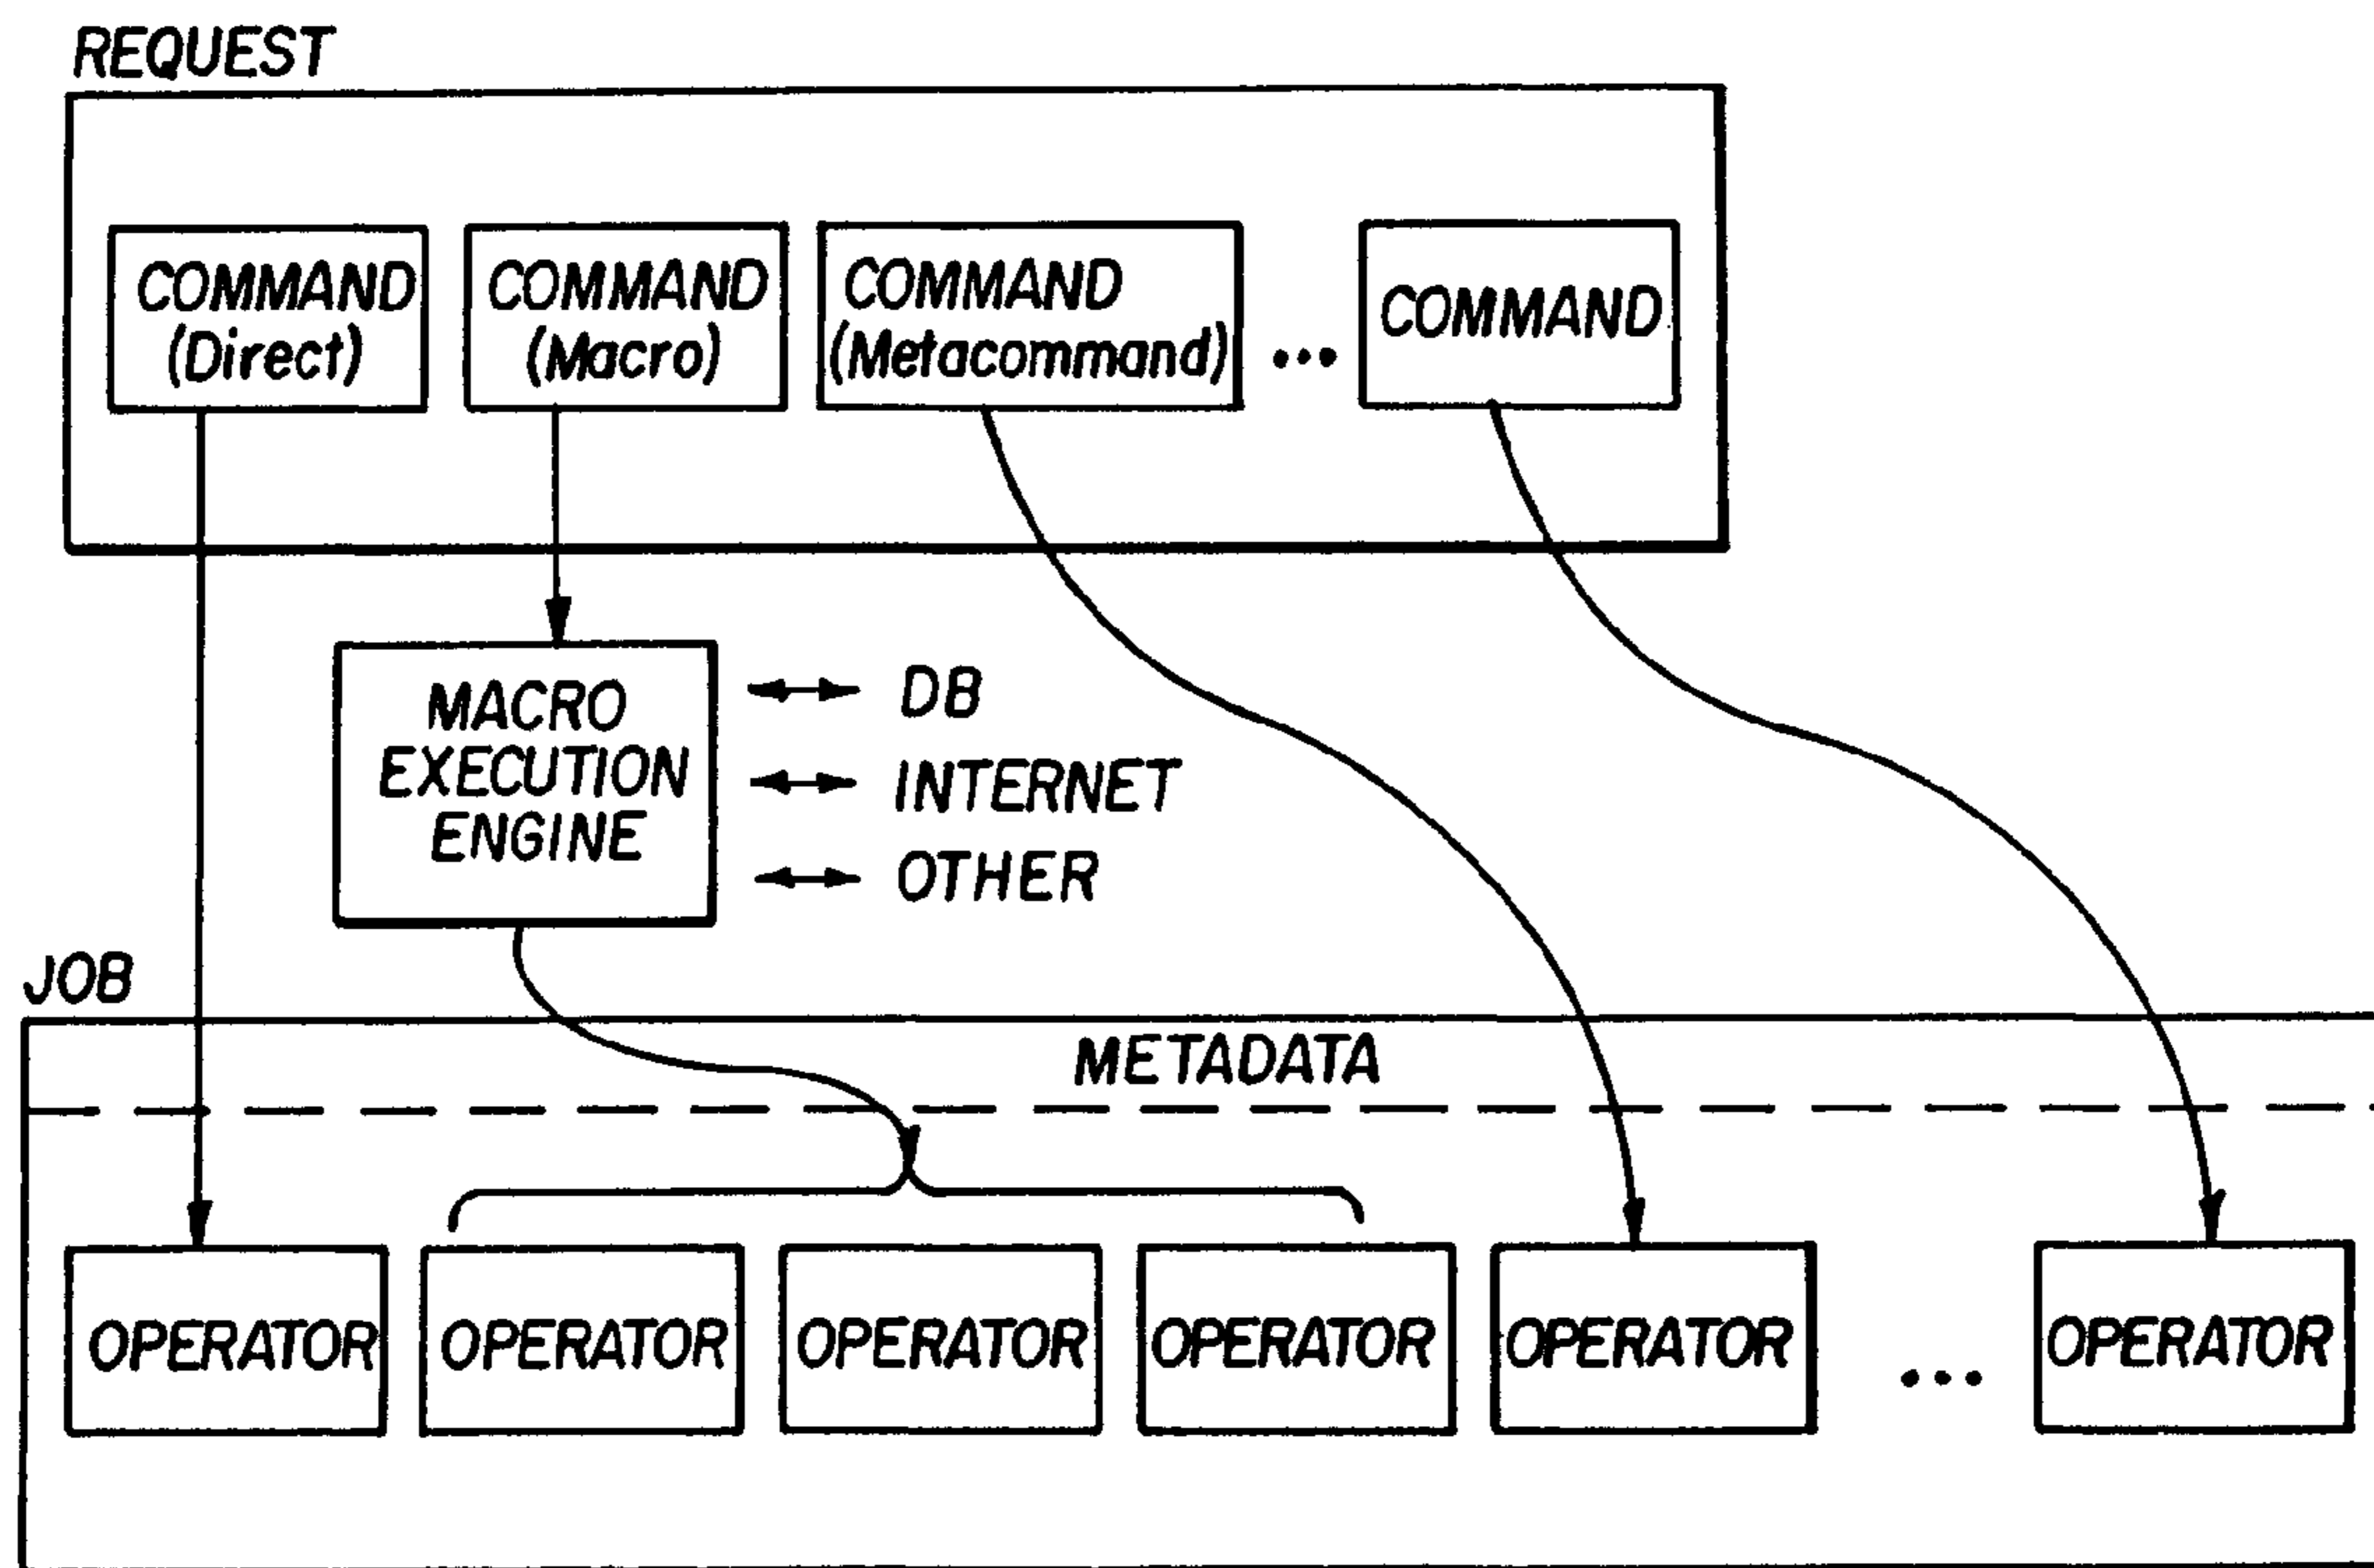 REQUEST
COMMAND
(Direct)
COMMAND
(Macro)
COMMAND
(Metacommand)
...
COMMAND
MACRO
EXECUTION
ENGINE
DB
INTERNET
OTHER
JOB
METADATA
OPERATOR
OPERATOR
OPERATOR
OPERATOR
OPERATOR
...
OPERATOR